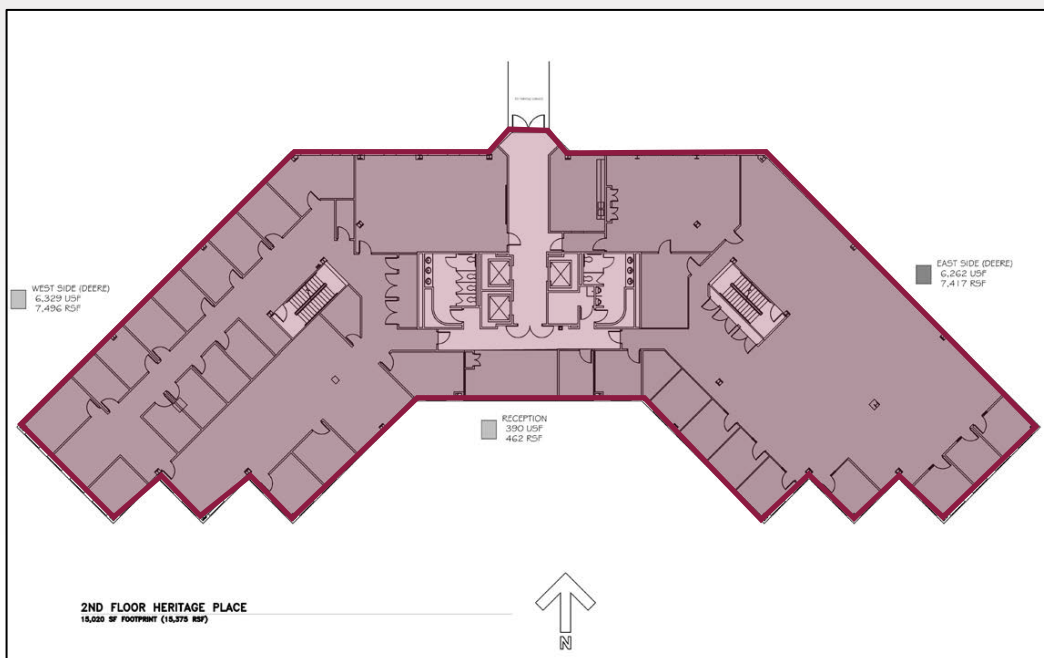 WEST SIDE (DEERE)
6,329 USF
7,496 RSF
EAST SIDE (DEERE)
6,262 USF
7,417 RSF
RECEPTION
390 USF
462 RSF
2ND FLOOR HERITAGE PLACE
15,020 SF FOOTPRINT (15,375 RSF)
N